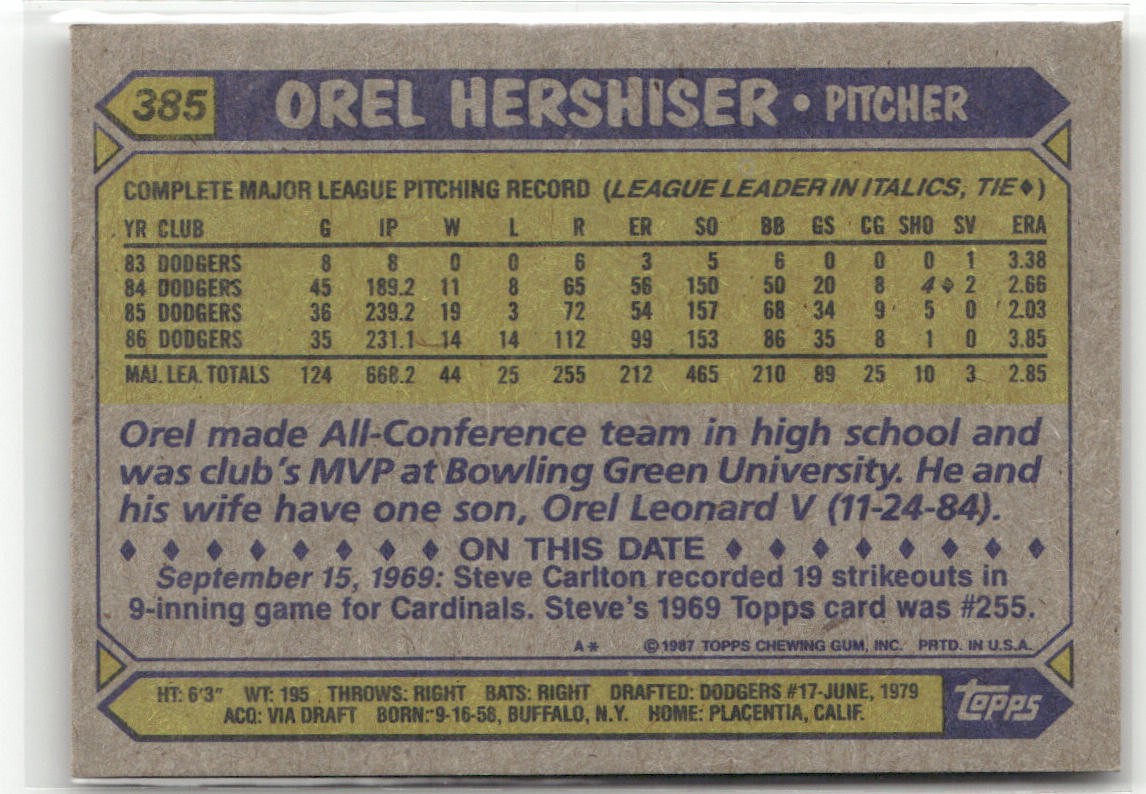 385 OREL HERSHISER • PITCHER
COMPLETE MAJOR LEAGUE PITCHING RECORD (LEAGUE LEADER IN ITALICS, TIE♦)
YR CLUB G IP W L R ER SO BB GS CG SHO SV ERA
83 DODGERS 8 8 0 0 6 3 5 6 0 0 0 1 3.38
84 DODGERS 45 189.2 11 8 65 56 150 50 20 8 4♦ 2 2.66
85 DODGERS 36 239.2 19 3 72 54 157 68 34 9 5 0 2.03
86 DODGERS 35 231.1 14 14 112 99 153 86 35 8 1 0 3.85
MAJ. LEA. TOTALS 124 668.2 44 25 255 212 465 210 89 25 10 3 2.85
Orel made All-Conference team in high school and
was club's MVP at Bowling Green University. He and
his wife have one son, Orel Leonard V (11-24-84).
♦ ♦ ♦ ♦ ♦ ♦ ♦ ♦ ON THIS DATE ♦ ♦ ♦ ♦ ♦ ♦ ♦ ♦
September 15, 1969: Steve Carlton recorded 19 strikeouts in
9-inning game for Cardinals. Steve's 1969 Topps card was #255.
A* ©1987 TOPPS CHEWING GUM, INC. PRTD. IN U.S.A.
HT: 6'3" WT: 195 THROWS: RIGHT BATS: RIGHT DRAFTED: DODGERS #17-JUNE, 1979
ACQ: VIA DRAFT BORN: 9-16-58, BUFFALO, N.Y. HOME: PLACENTIA, CALIF.
topps